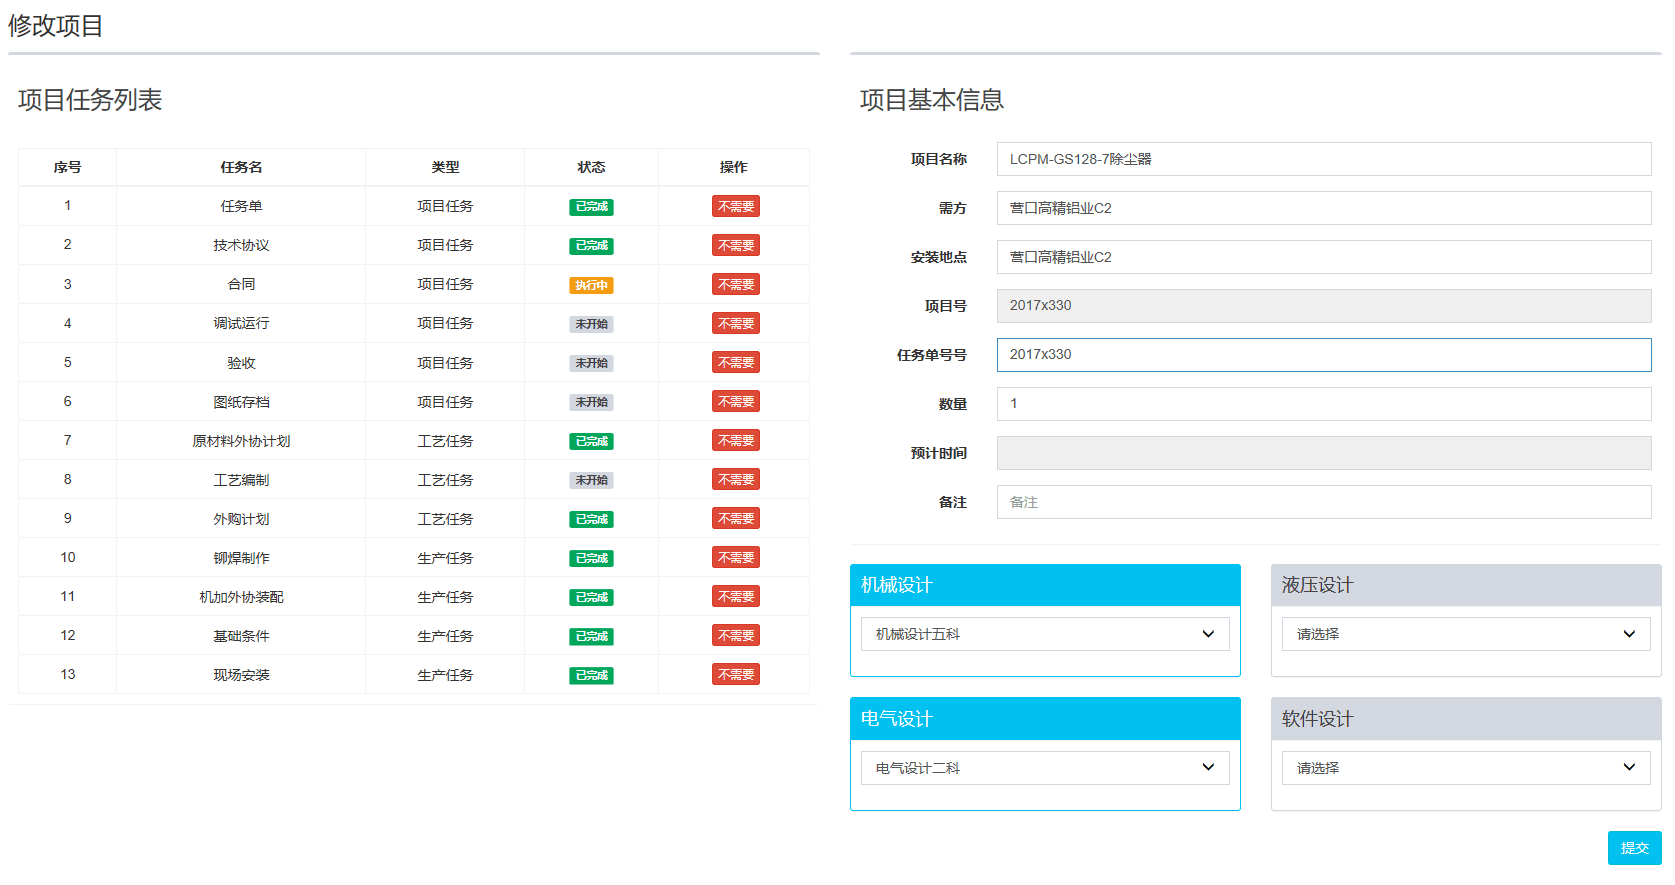 修改项目
项目任务列表
序号 任务名 类型 状态 操作
1 任务单 项目任务 已完成 不需要
2 技术协议 项目任务 已完成 不需要
3 合同 项目任务 执行中 不需要
4 调试运行 项目任务 未开始 不需要
5 验收 项目任务 未开始 不需要
6 图纸存档 项目任务 未开始 不需要
7 原材料外协计划 工艺任务 已完成 不需要
8 工艺编制 工艺任务 未开始 不需要
9 外购计划 工艺任务 已完成 不需要
10 铆焊制作 生产任务 已完成 不需要
11 机加外协装配 生产任务 已完成 不需要
12 基础条件 生产任务 已完成 不需要
13 现场安装 生产任务 已完成 不需要
项目基本信息
项目名称 LCPM-GS128-7除尘器
需方 营口高精铝业C2
安装地点 营口高精铝业C2
项目号 2017x330
任务单号号 2017x330
数量 1
预计时间
备注 备注
机械设计
机械设计五科
液压设计
请选择
电气设计
电气设计二科
软件设计
请选择
提交